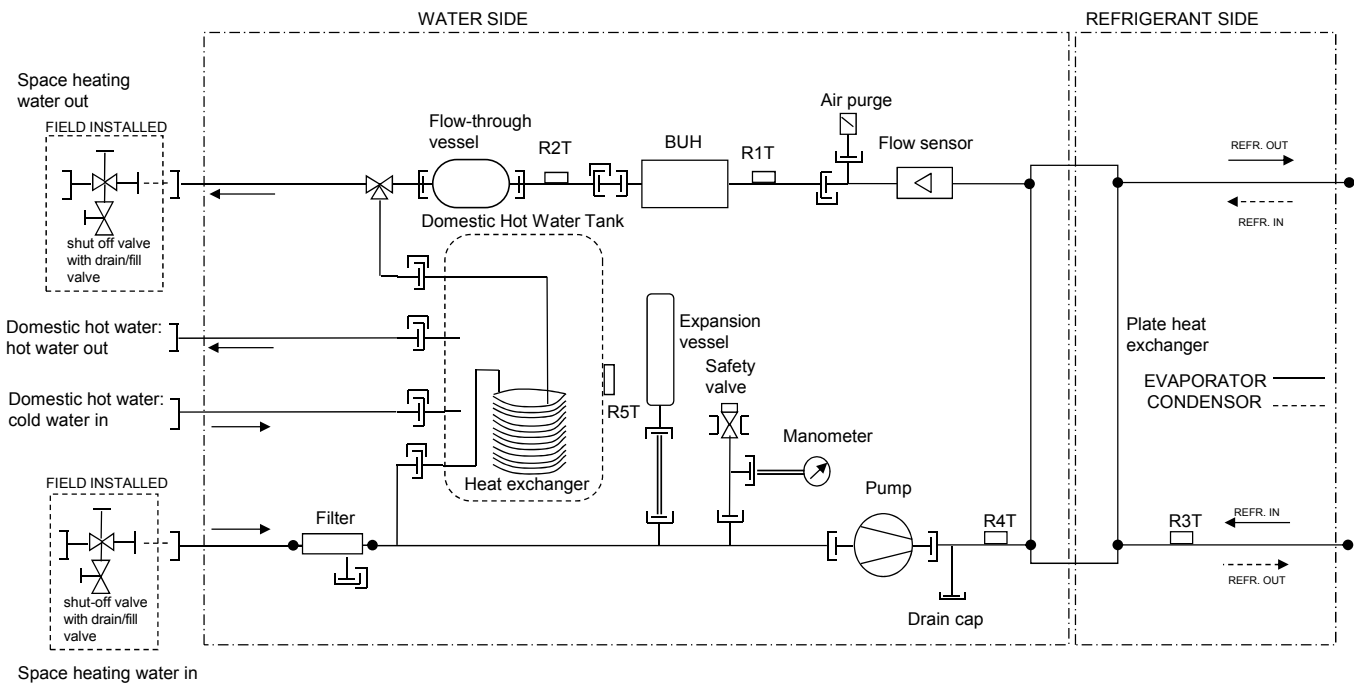 WATER SIDE
REFRIGERANT SIDE
Space heating
water out
FIELD INSTALLED
shut off valve
with drain/fill
valve
Flow-through
vessel
R2T
BUH
R1T
Air purge
Flow sensor
REFR. OUT
REFR. IN
Domestic Hot Water Tank
Domestic hot water:
hot water out
Domestic hot water:
cold water in
Heat exchanger
R5T
Expansion
vessel
Safety
valve
Manometer
Plate heat
exchanger
EVAPORATOR
CONDENSOR
FIELD INSTALLED
shut-off valve
with drain/fill
valve
Space heating water in
Filter
Pump
Drain cap
R4T
R3T
REFR. IN
REFR. OUT